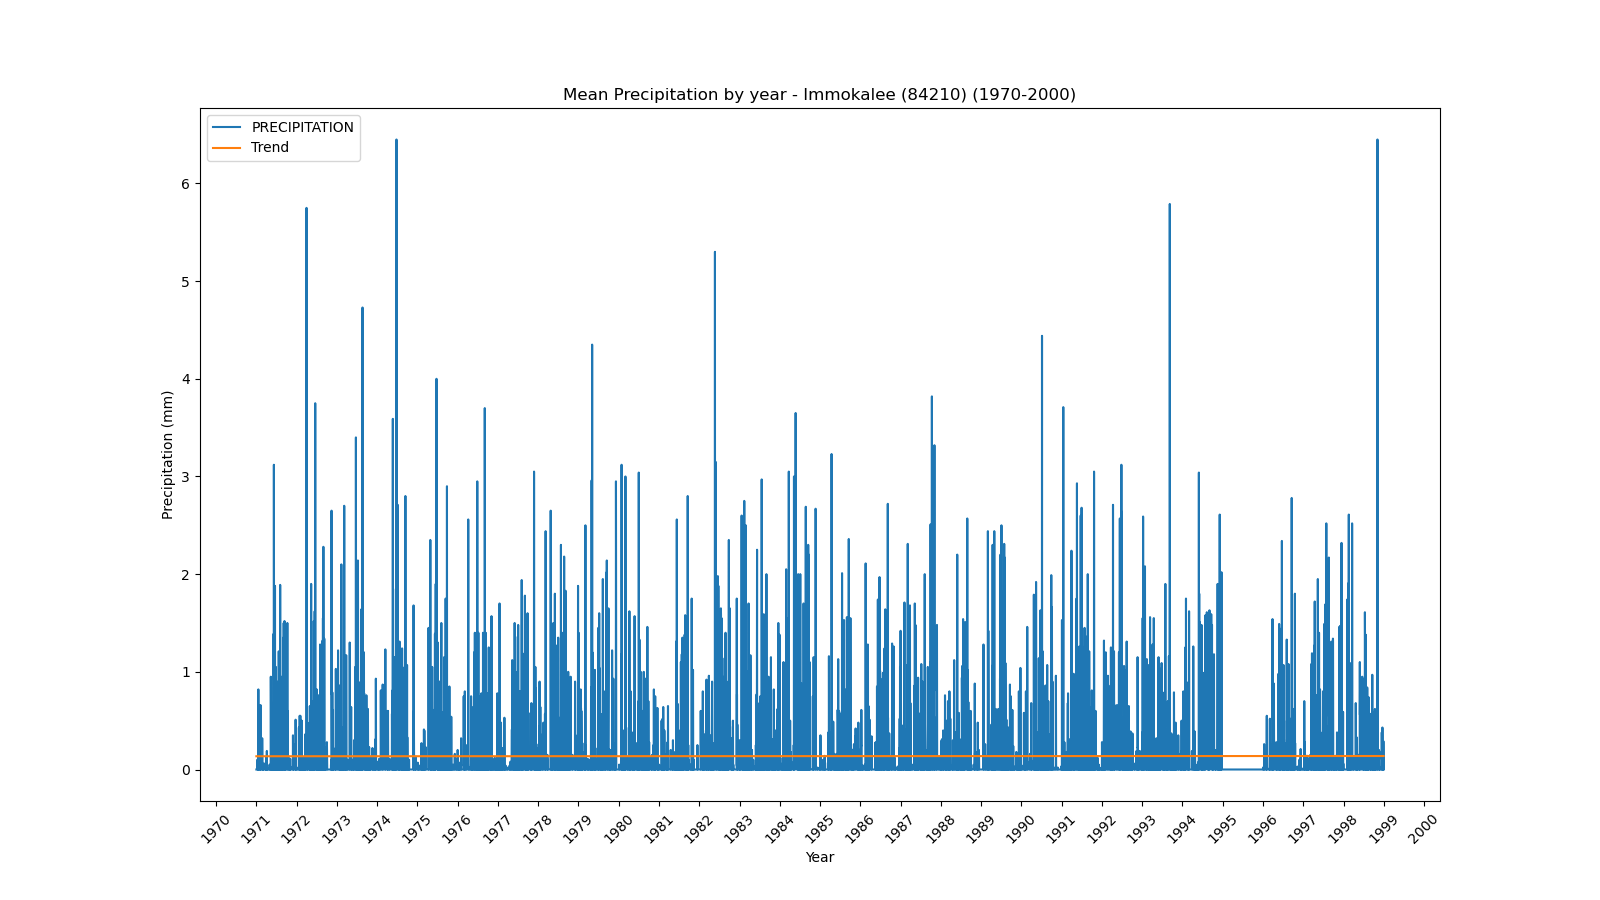 Mean Precipitation by year - Immokalee (84210) (1970-2000)
PRECIPITATION
Trend
Precipitation (mm)
6
5
4
3
2
1
0
1970 1971 1972 1973 1974 1975 1976 1977 1978 1979 1980 1981 1982 1983 1984 1985 1986 1987 1988 1989 1990 1991 1992 1993 1994 1995 1996 1997 1998 1999 2000
Year